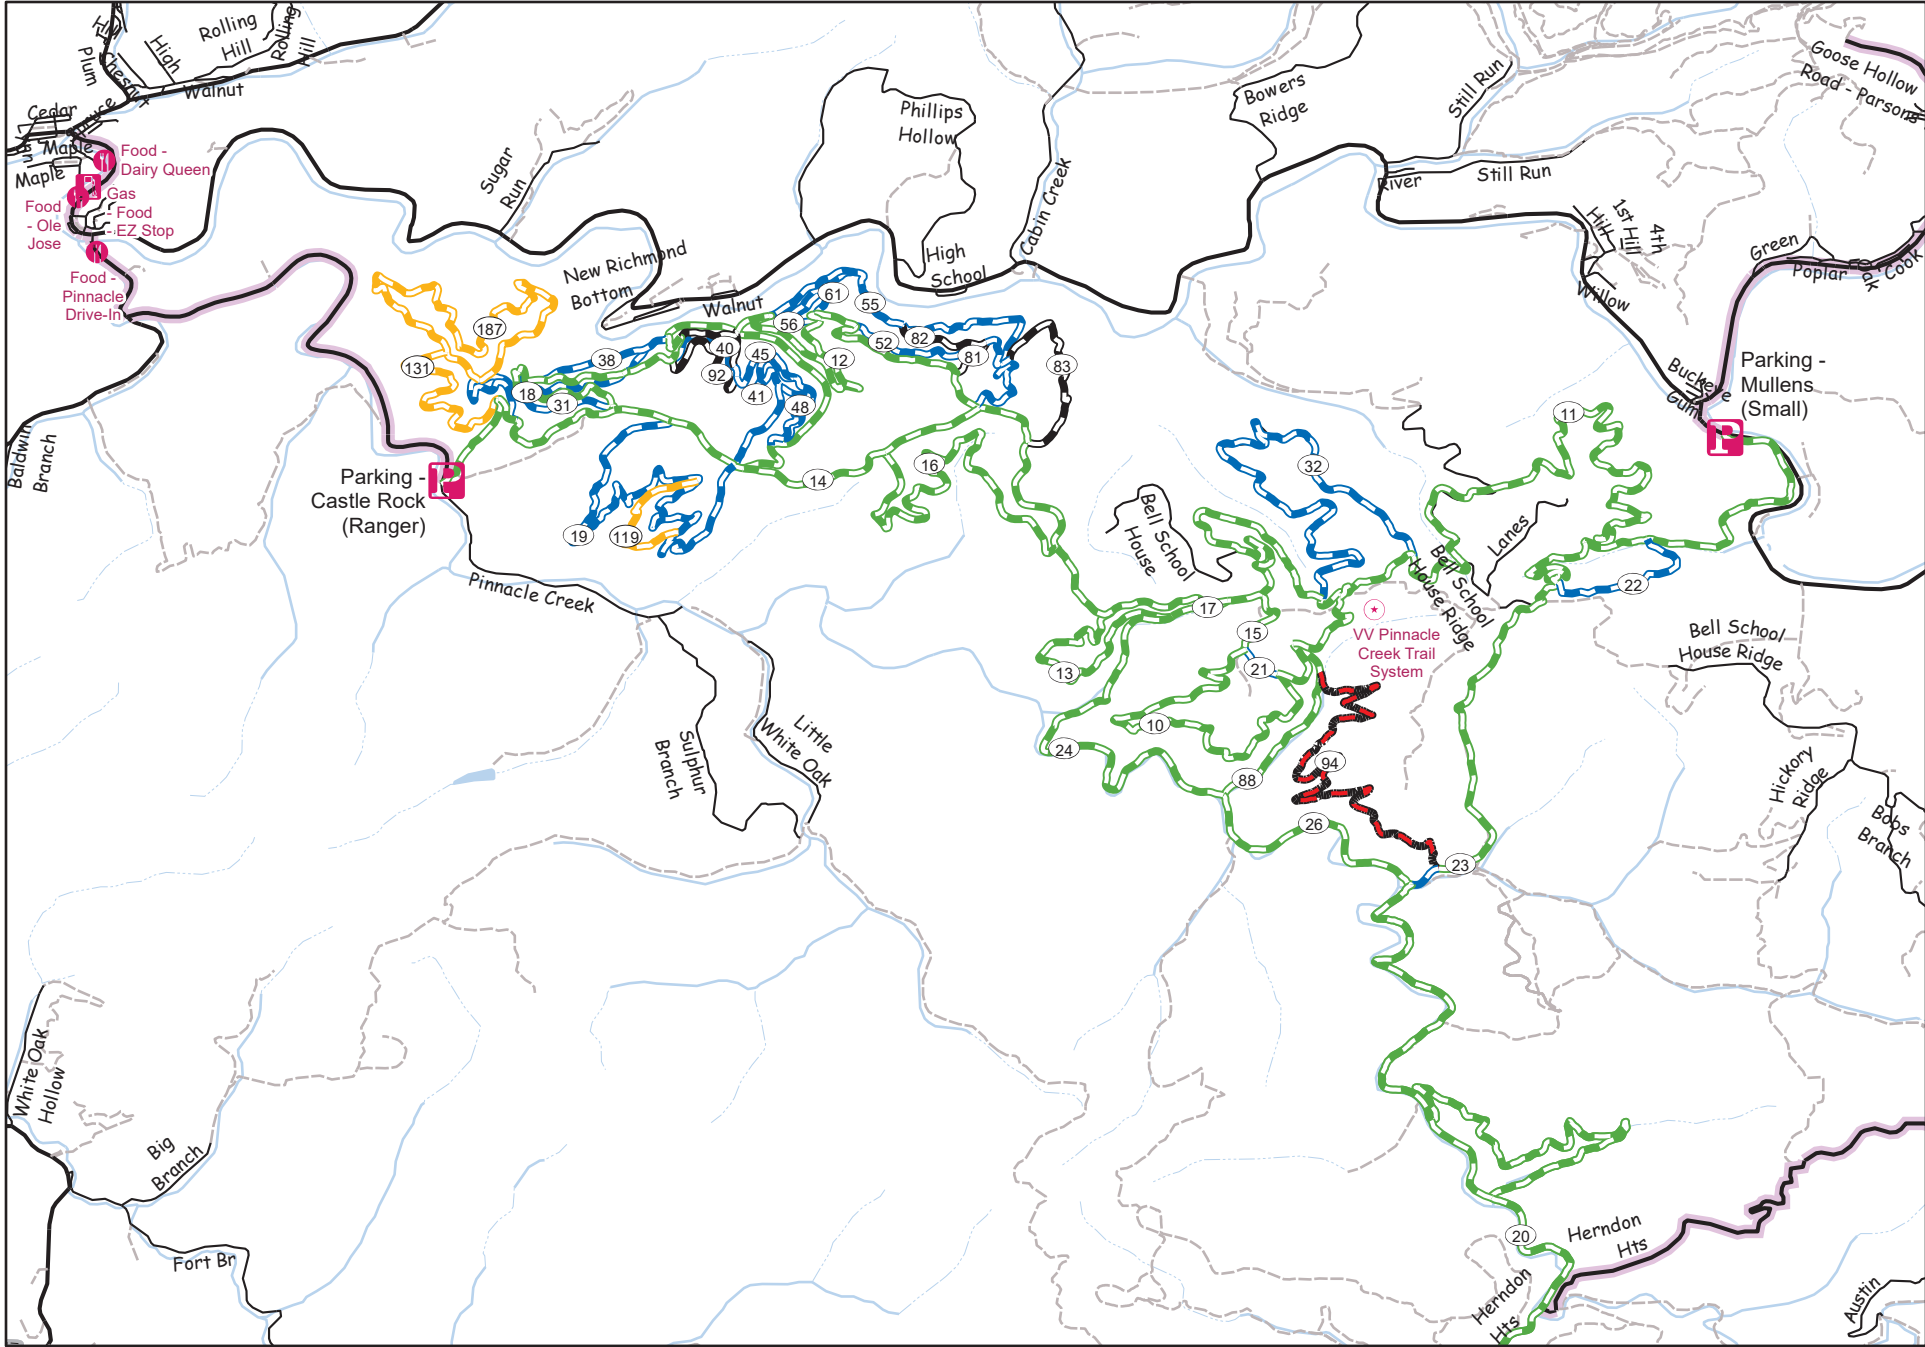 Plum
Chestnut
High
Rolling
Hill
Rolling
Hill
Walnut
Cedar
Spruce
Maple
Maple
Food -
Dairy Queen
Gas
Food
- Ole
Jose
- Food
- EZ Stop
Food -
Pinnacle
Drive-In
Baldwin
Branch
Sugar
Run
New Richmond
Bottom
Walnut
Phillips
Hollow
High
School
Cabin Creek
Bowers
Ridge
Still Run
Still Run
River
Goose Hollow
Road - Parsons
1st Hill
Hill
4th
Willow
Green
Poplar
Oak
Cook
Buckeye
Gum
Parking -
Mullens
(Small)
P
Parking -
Castle Rock
(Ranger)
P
187
131
38
18
31
40
92
45
41
48
56
61
55
52
12
82
81
83
14
16
19
119
32
11
22
17
15
21
13
10
24
88
94
26
23
20
Bell School
House
Lanes
Bell School
House Ridge
VV Pinnacle
Creek Trail
System
Bell School
House Ridge
Hickory
Ridge
Bobs
Branch
Pinnacle Creek
Sulphur
Branch
Little
White Oak
White Oak
Hollow
Big
Branch
Fort Br
Herndon
Hts
Herndon
Hts
Austin